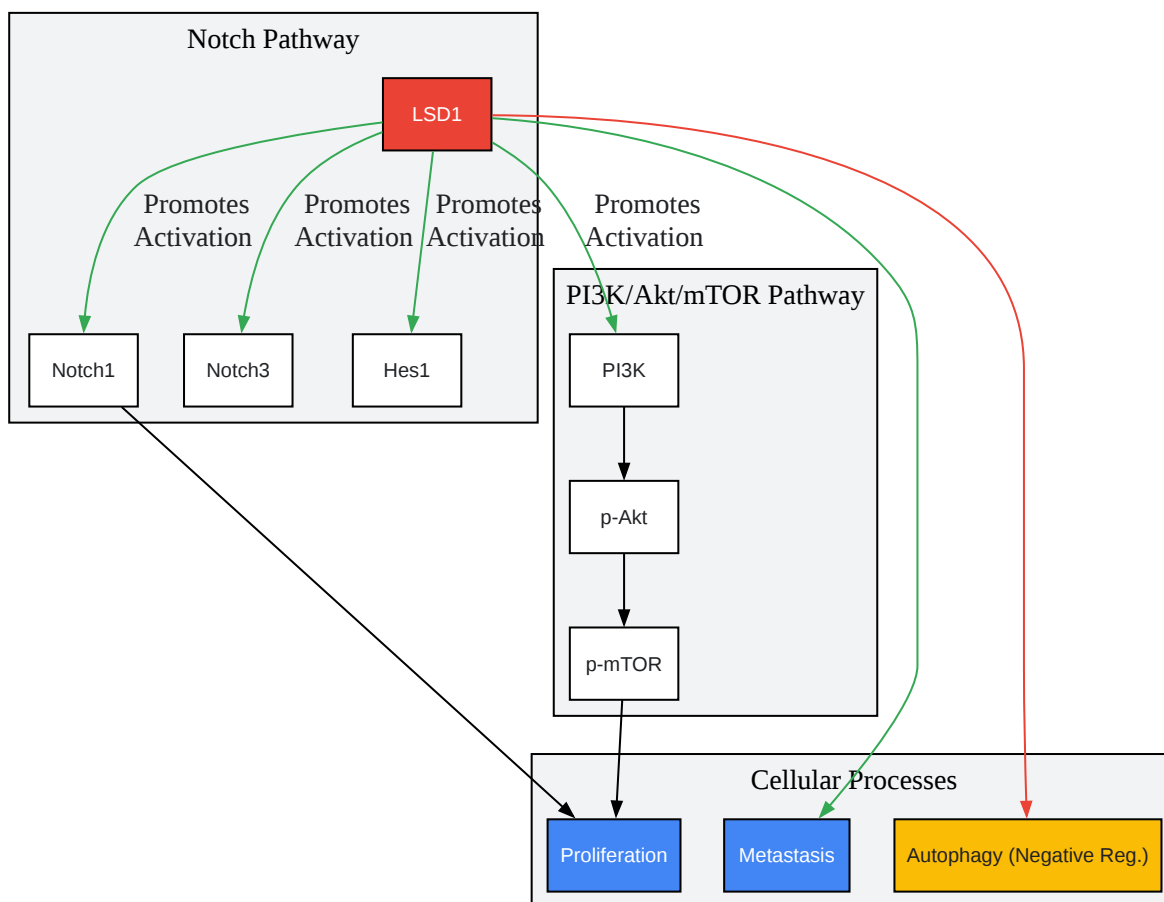 Notch Pathway
LSD1
Promotes
Activation
Promotes
Activation
Promotes
Activation
Promotes
Activation
PI3K/Akt/mTOR Pathway
Notch1
Notch3
Hes1
PI3K
p-Akt
p-mTOR
Cellular Processes
Proliferation
Metastasis
Autophagy (Negative Reg.)